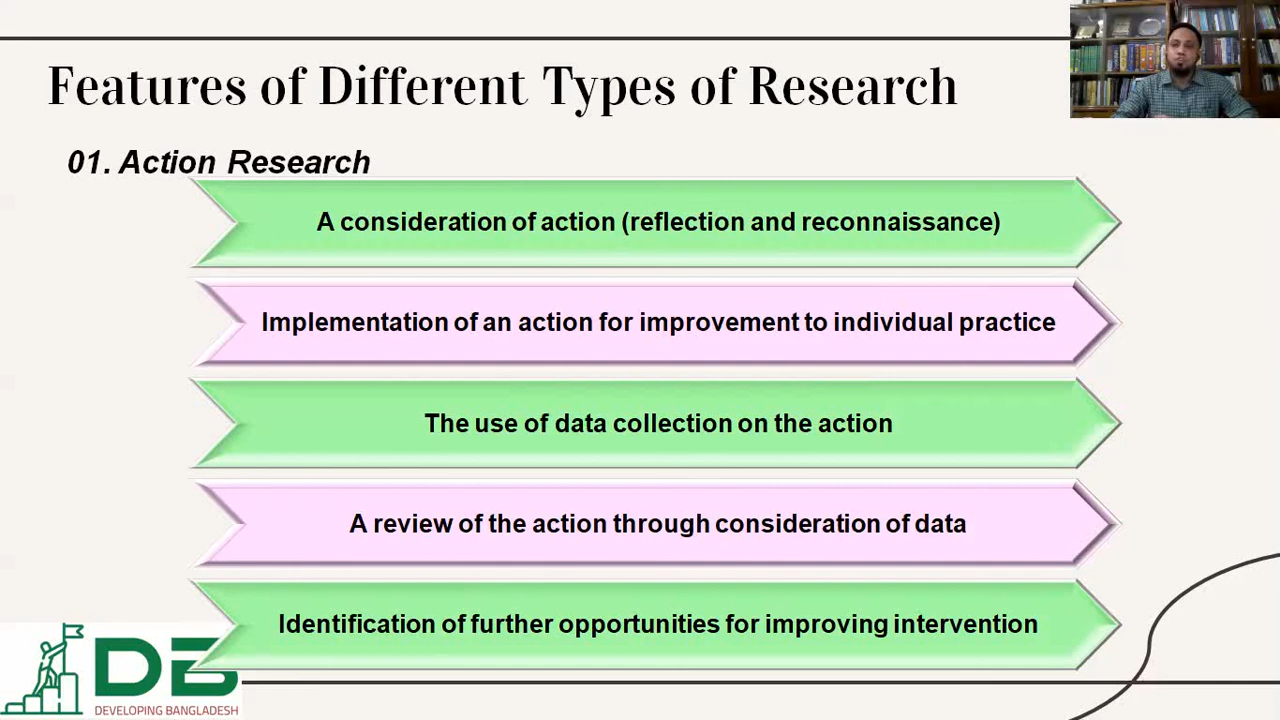 Features of Different Types of Research
01. Action Research
A consideration of action (reflection and reconnaissance)
Implementation of an action for improvement to individual practice
The use of data collection on the action
A review of the action through consideration of data
Identification of further opportunities for improving intervention
DB
DEVELOPING BANGLADESH